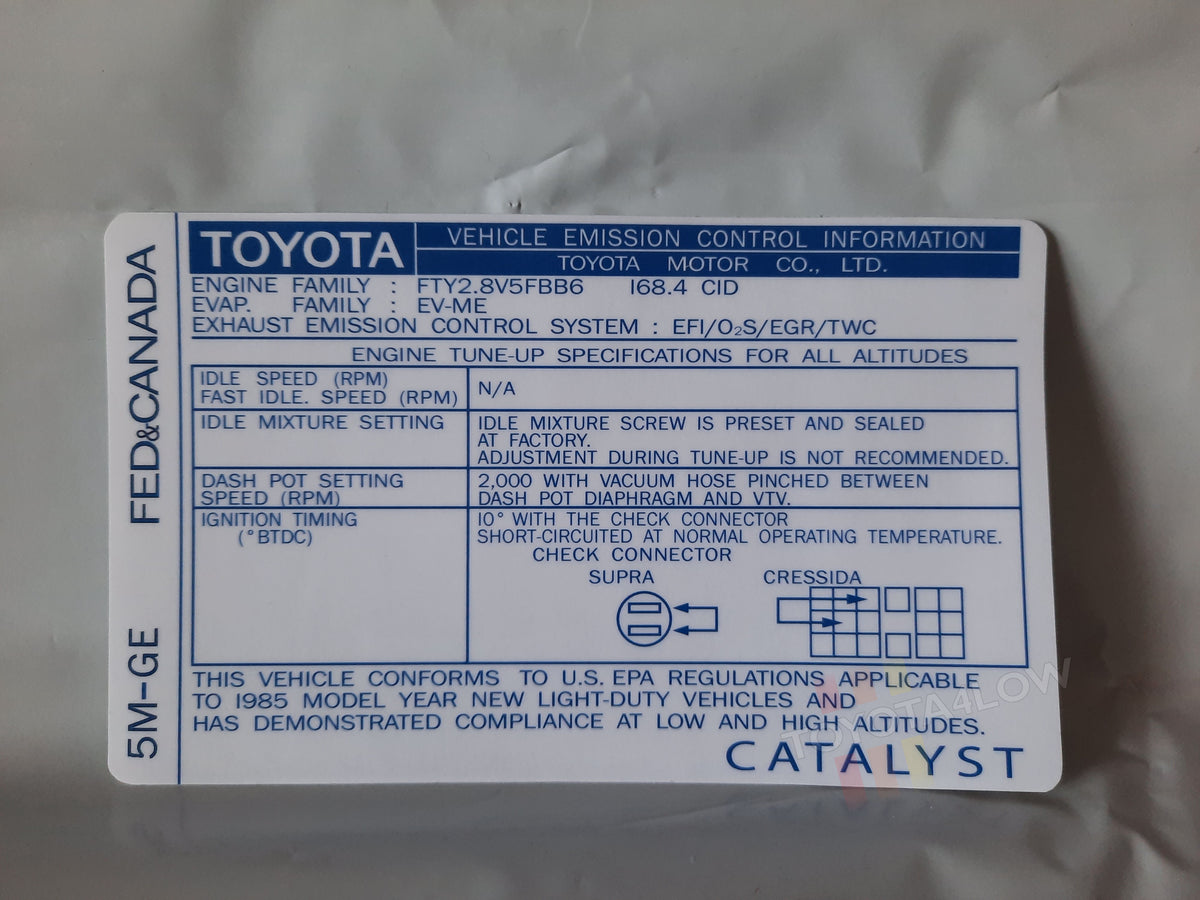 TOYOTA
VEHICLE EMISSION CONTROL INFORMATION
TOYOTA MOTOR CO., LTD.
ENGINE FAMILY : FTY2.8V5FBB6 168.4 CID
EVAP. FAMILY : EV-ME
EXHAUST EMISSION CONTROL SYSTEM : EFI/O₂S/EGR/TWC
ENGINE TUNE-UP SPECIFICATIONS FOR ALL ALTITUDES
IDLE SPEED (RPM)
FAST IDLE. SPEED (RPM)
N/A
IDLE MIXTURE SETTING
IDLE MIXTURE SCREW IS PRESET AND SEALED
AT FACTORY.
ADJUSTMENT DURING TUNE-UP IS NOT RECOMMENDED.
DASH POT SETTING
SPEED (RPM)
2,000 WITH VACUUM HOSE PINCHED BETWEEN
DASH POT DIAPHRAGM AND VTV.
IGNITION TIMING
(°BTDC)
10° WITH THE CHECK CONNECTOR
SHORT-CIRCUITED AT NORMAL OPERATING TEMPERATURE.
CHECK CONNECTOR
SUPRA CRESSIDA
THIS VEHICLE CONFORMS TO U.S. EPA REGULATIONS APPLICABLE
TO 1985 MODEL YEAR NEW LIGHT-DUTY VEHICLES AND
HAS DEMONSTRATED COMPLIANCE AT LOW AND HIGH ALTITUDES.
CATALYST
5M-GE FED&CANADA
TOYOTA4LOW